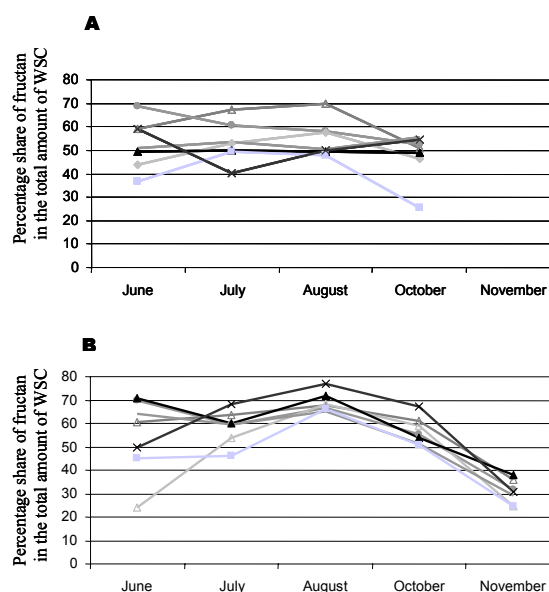 A
Percentage share of fructan
in the total amount of WSC
80
70
60
50
40
30
20
10
0
June July August October November
B
Percentage share of fructan
in the total amount of WSC
80
70
60
50
40
30
20
10
0
June July August October November